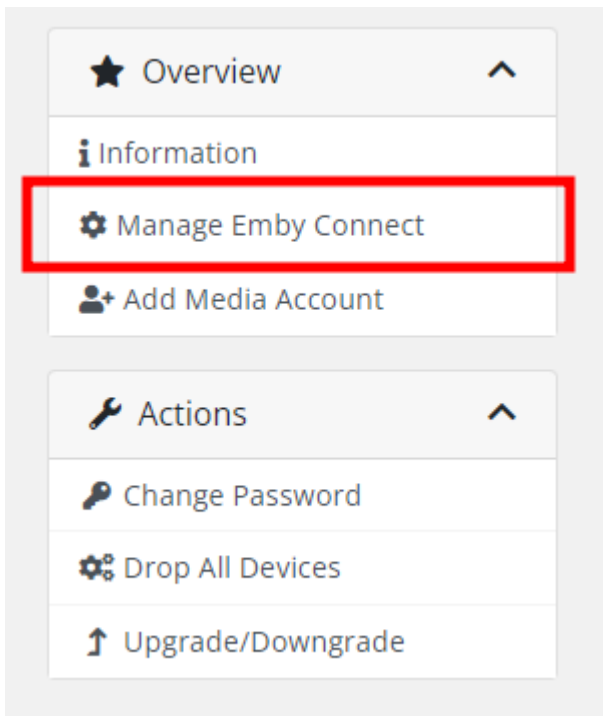 Overview
Information
Manage Emby Connect
Add Media Account
Actions
Change Password
Drop All Devices
Upgrade/Downgrade